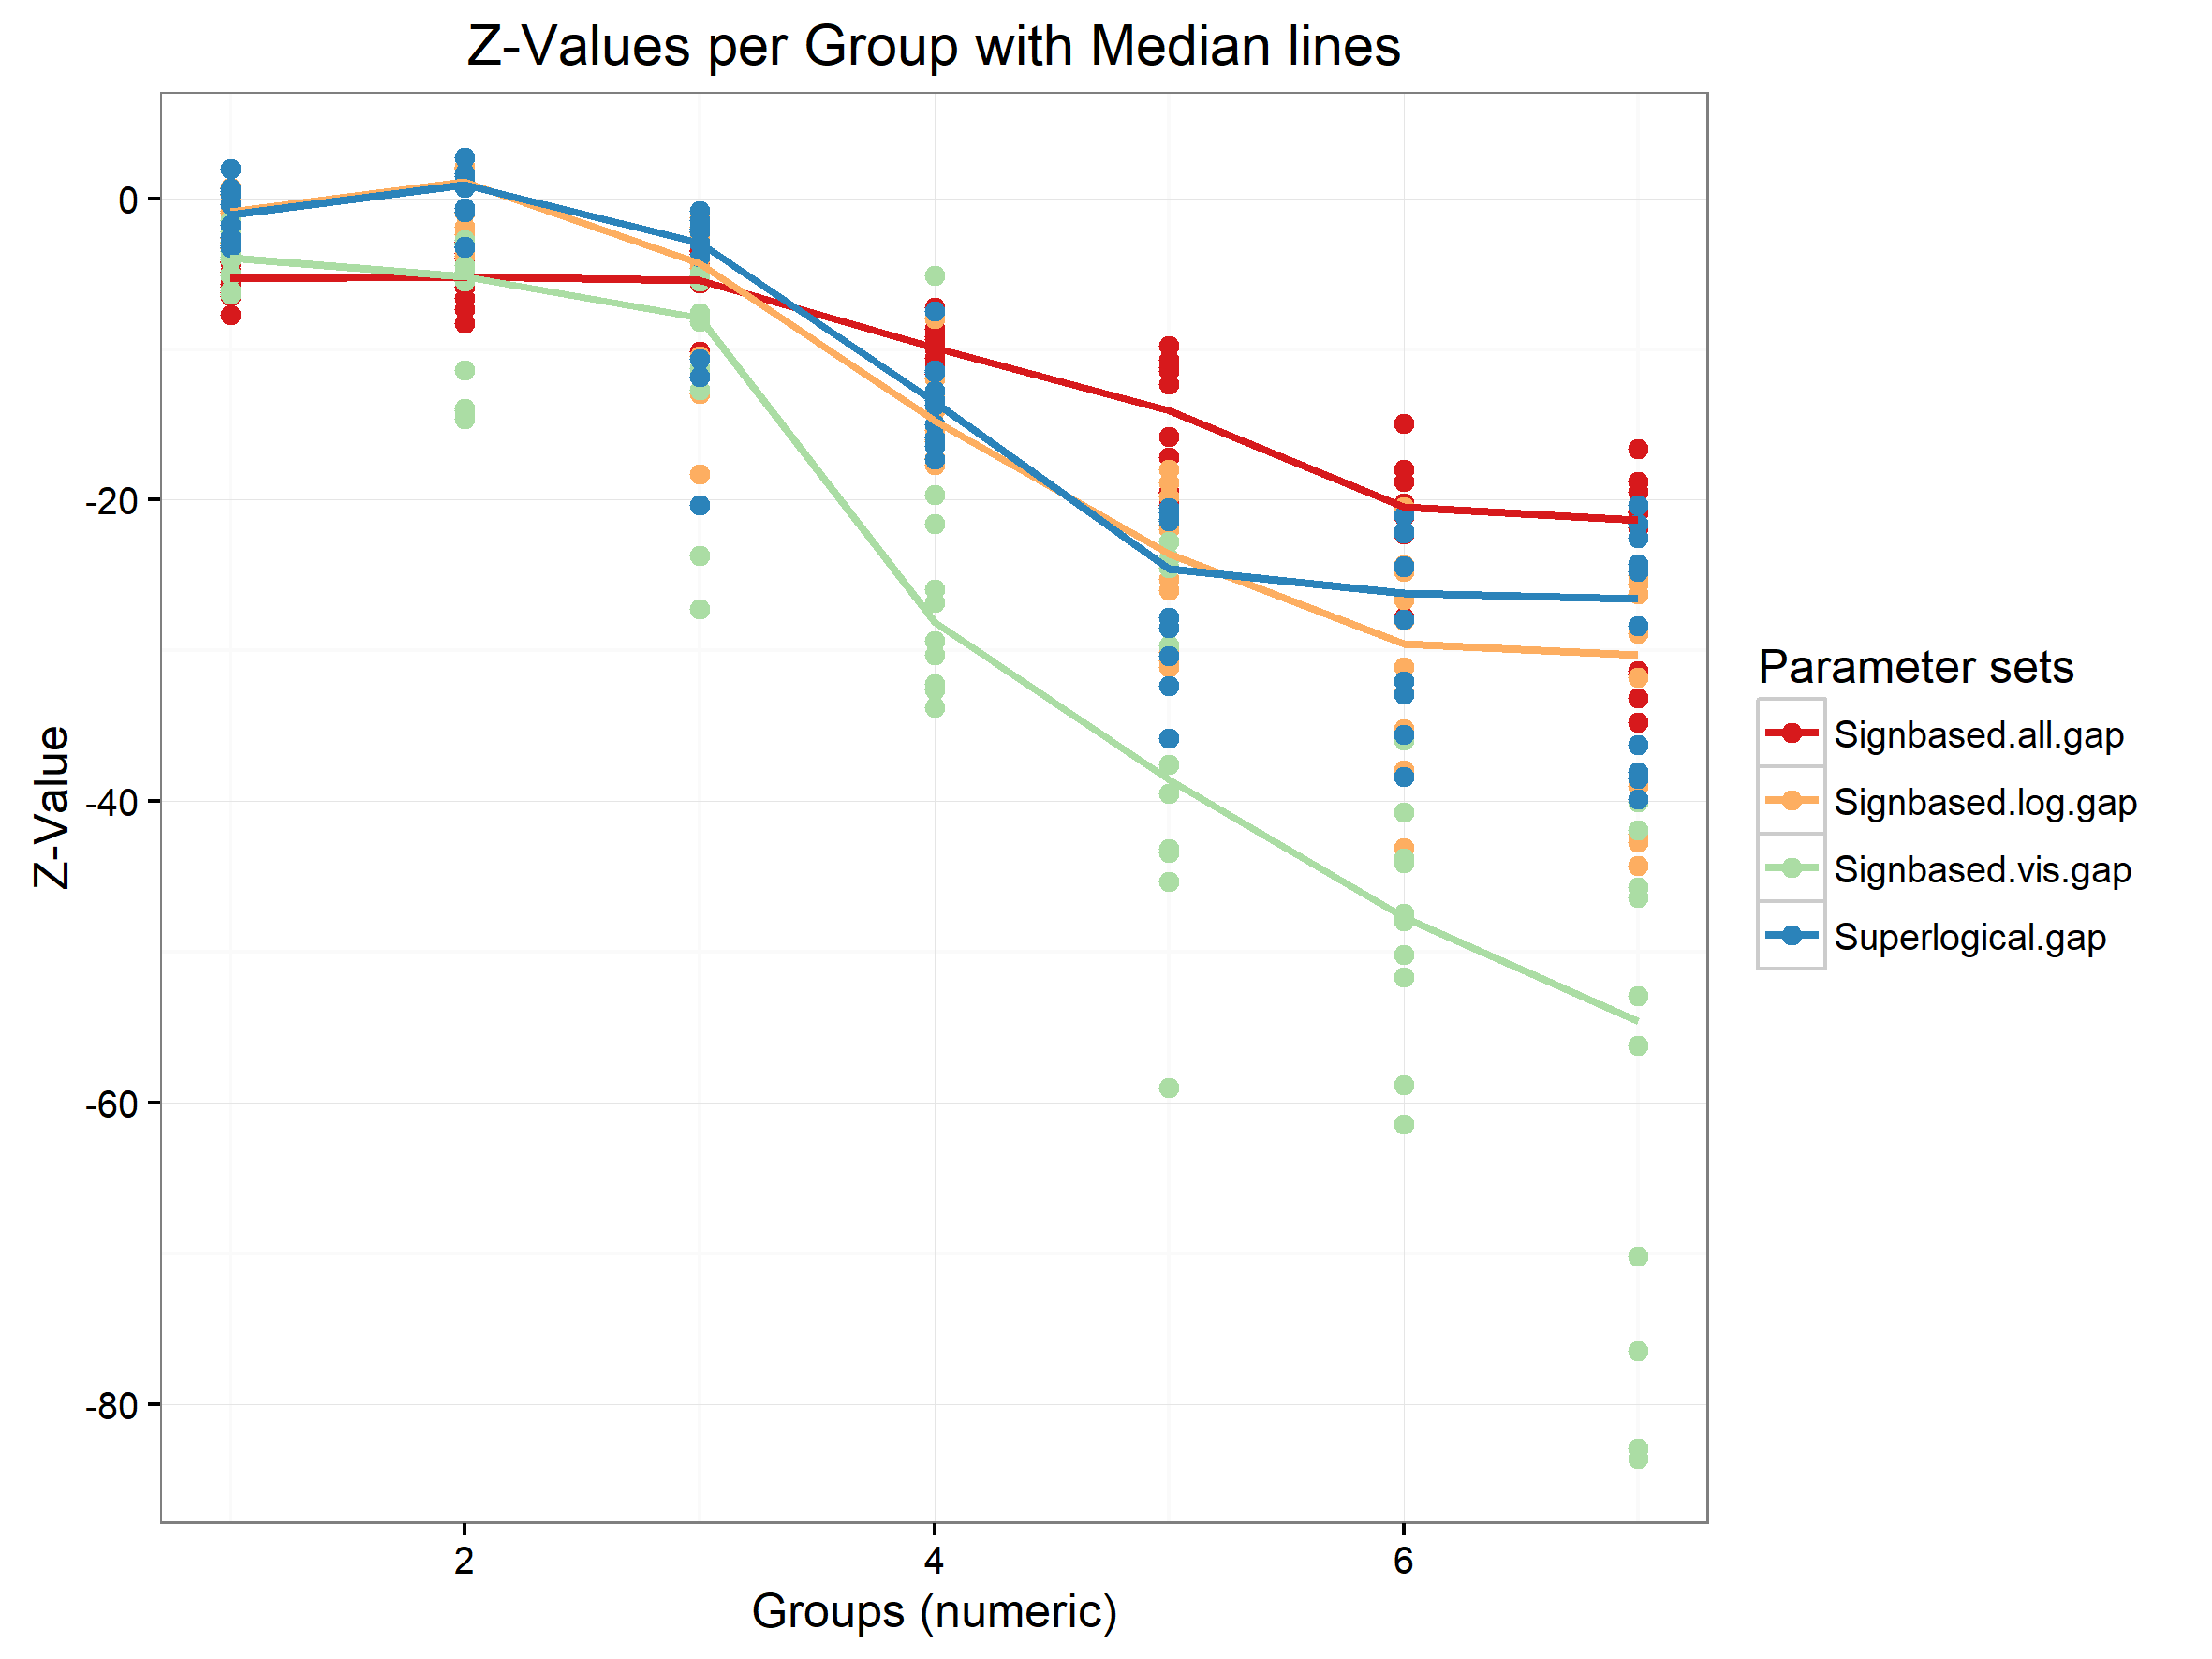 Z-Values per Group with Median lines
Z-Value
0
-20
-40
-60
-80
2
4
6
Groups (numeric)
Parameter sets
Signbased.all.gap
Signbased.log.gap
Signbased.vis.gap
Superlogical.gap